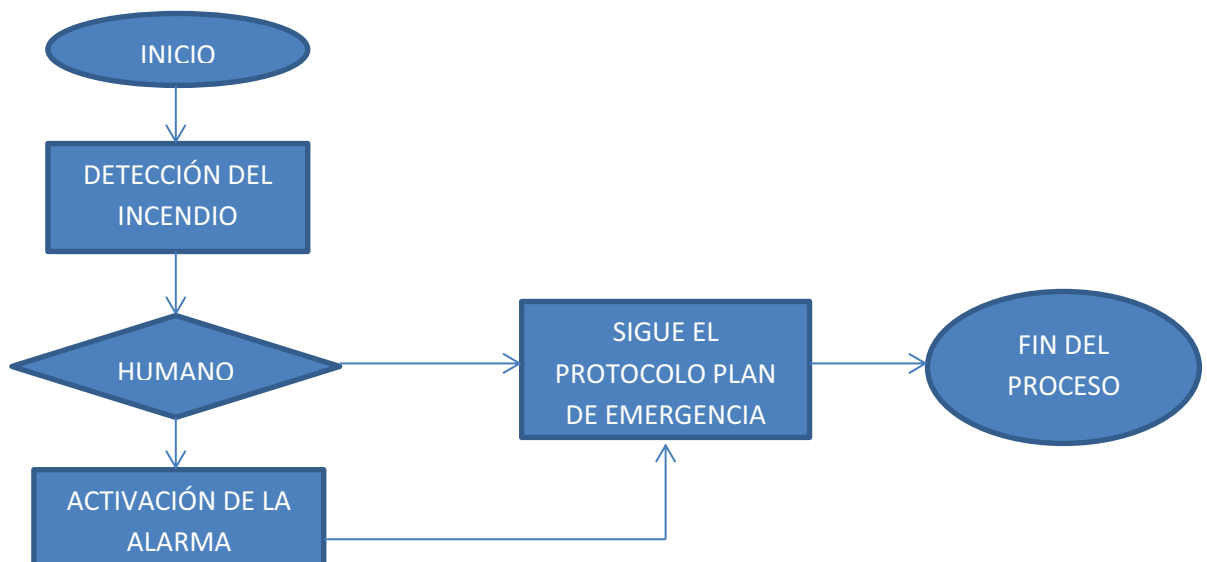 INICIO
DETECCIÓN DEL
INCENDIO
HUMANO
SIGUE EL
PROTOCOLO PLAN
DE EMERGENCIA
FIN DEL
PROCESO
ACTIVACIÓN DE LA
ALARMA